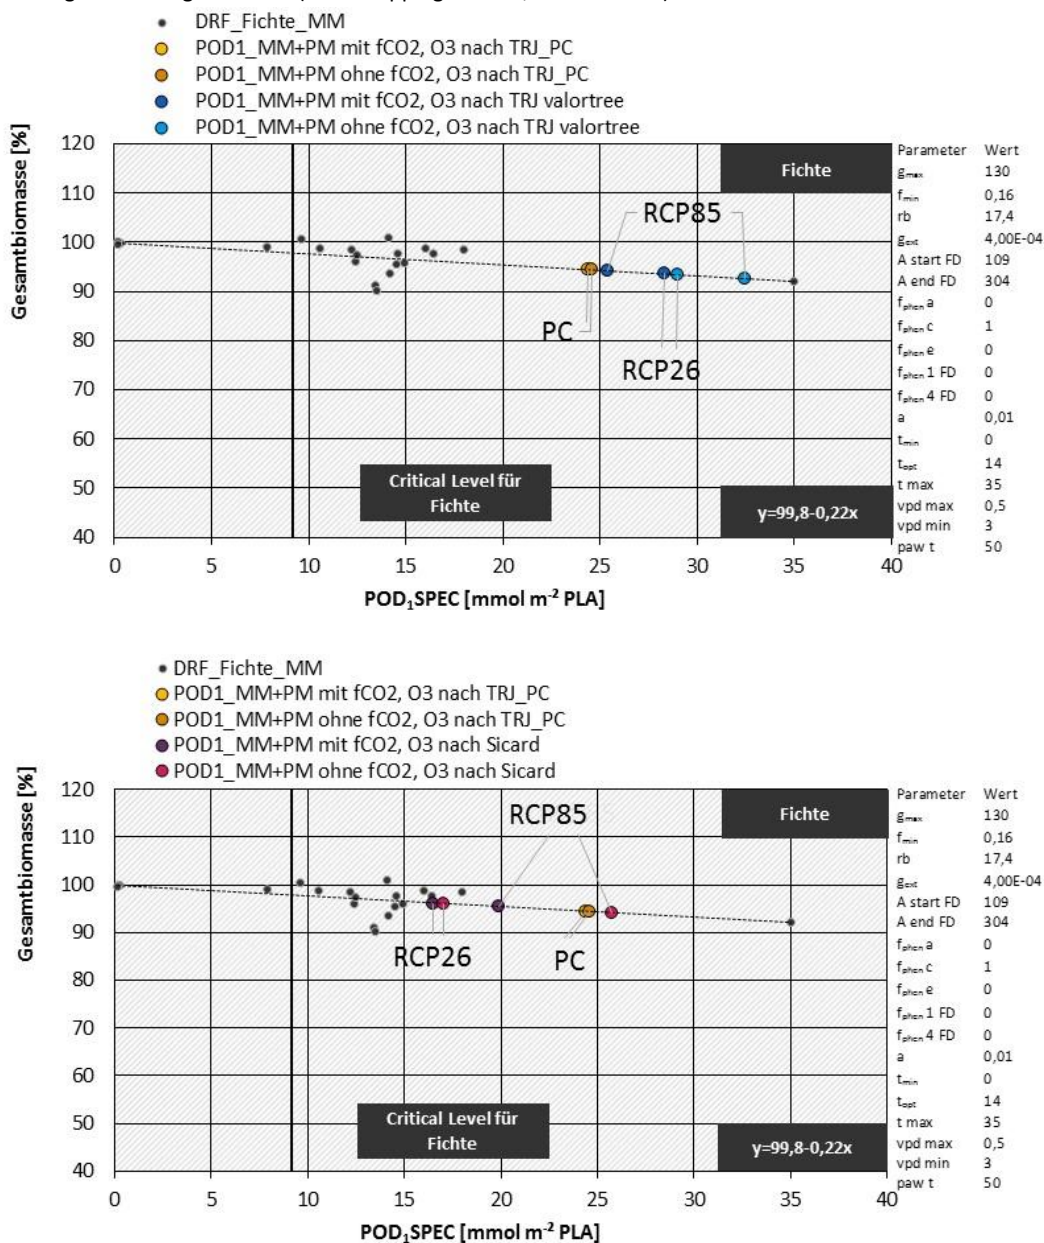 DRF_Fichte_MM
POD1_MM+PM mit fCO2, O3 nach TRJ_PC
POD1_MM+PM ohne fCO2, O3 nach TRJ_PC
POD1_MM+PM mit fCO2, O3 nach TRJ valortree
POD1_MM+PM ohne fCO2, O3 nach TRJ valortree
Gesamtbiomasse [%]
120
110
100
90
80
70
60
50
40
Fichte
RCP85
PC
RCP26
Critical Level für
Fichte
y=99,8-0,22x
0 5 10 15 20 25 30 35 40
POD₁SPEC [mmol m⁻² PLA]
Parameter Wert
gmax 130
fmin 0,16
rb 17,4
gext 4,00E-04
A start FD 109
A end FD 304
fphen a 0
fphen c 1
fphen e 0
fphen 1 FD 0
fphen 4 FD 0
a 0,01
tmin 0
topt 14
t max 35
vpd max 0,5
vpd min 3
paw t 50
DRF_Fichte_MM
POD1_MM+PM mit fCO2, O3 nach TRJ_PC
POD1_MM+PM ohne fCO2, O3 nach TRJ_PC
POD1_MM+PM mit fCO2, O3 nach Sicard
POD1_MM+PM ohne fCO2, O3 nach Sicard
Gesamtbiomasse [%]
120
110
100
90
80
70
60
50
40
Fichte
RCP85
RCP26
PC
Critical Level für
Fichte
y=99,8-0,22x
0 5 10 15 20 25 30 35 40
POD₁SPEC [mmol m⁻² PLA]
Parameter Wert
gmax 130
fmin 0,16
rb 17,4
gext 4,00E-04
A start FD 109
A end FD 304
fphen a 0
fphen c 1
fphen e 0
fphen 1 FD 0
fphen 4 FD 0
a 0,01
tmin 0
topt 14
t max 35
vpd max 0,5
vpd min 3
paw t 50